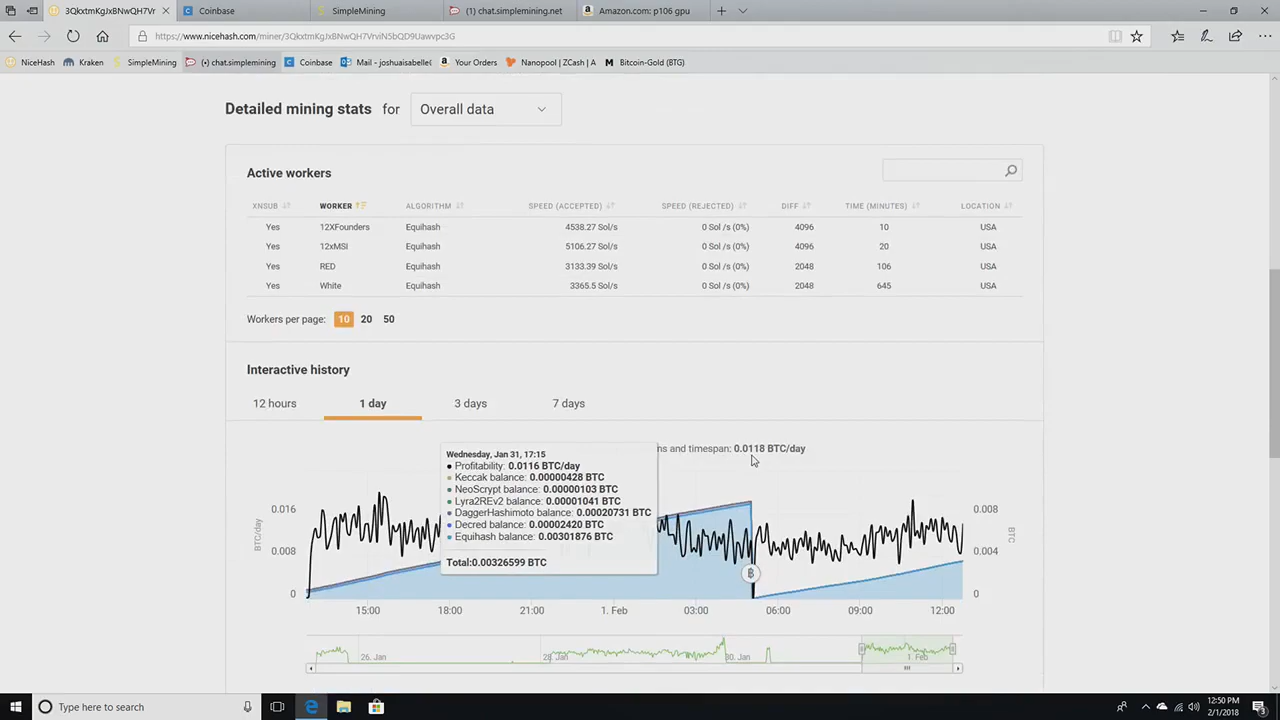 3QkxtmKgJxBNwQH7Vr
Coinbase
SimpleMining
(1) chat.simplemining.net
Amazon.com: p106 gpu
https://www.nicehash.com/miner/3QkxtmKgJxBNwQH7VrviN5bQD9Uawvpc3G
NiceHash
Kraken
SimpleMining
(•) chat.simplemining
Coinbase
Mail - joshuaisabelle(
Your Orders
Nanopool | ZCash | A
Bitcoin-Gold (BTG)
Detailed mining stats for Overall data
Active workers
XNSUB WORKER ALGORITHM SPEED (ACCEPTED) SPEED (REJECTED) DIFF TIME (MINUTES) LOCATION
Yes 12XFounders Equihash 4538.27 Sol/s 0 Sol /s (0%) 4096 10 USA
Yes 12xMSI Equihash 5106.27 Sol/s 0 Sol /s (0%) 4096 20 USA
Yes RED Equihash 3133.39 Sol/s 0 Sol /s (0%) 2048 106 USA
Yes White Equihash 3365.5 Sol/s 0 Sol /s (0%) 2048 645 USA
Workers per page: 10 20 50
Interactive history
12 hours 1 day 3 days 7 days
ns and timespan: 0.0118 BTC/day
Wednesday, Jan 31, 17:15
Profitability: 0.0116 BTC/day
Keccak balance: 0.00000428 BTC
NeoScrypt balance: 0.00000103 BTC
Lyra2REv2 balance: 0.00001041 BTC
DaggerHashimoto balance: 0.00020731 BTC
Decred balance: 0.00002420 BTC
Equihash balance: 0.00301876 BTC
Total:0.00326599 BTC
BTC/day
0.016
0.008
0
0.008
0.004
0
BTC
15:00 18:00 21:00 1. Feb 03:00 06:00 09:00 12:00
26. Jan 28. Jan 30. Jan 1. Feb
Type here to search
12:50 PM
2/1/2018
3